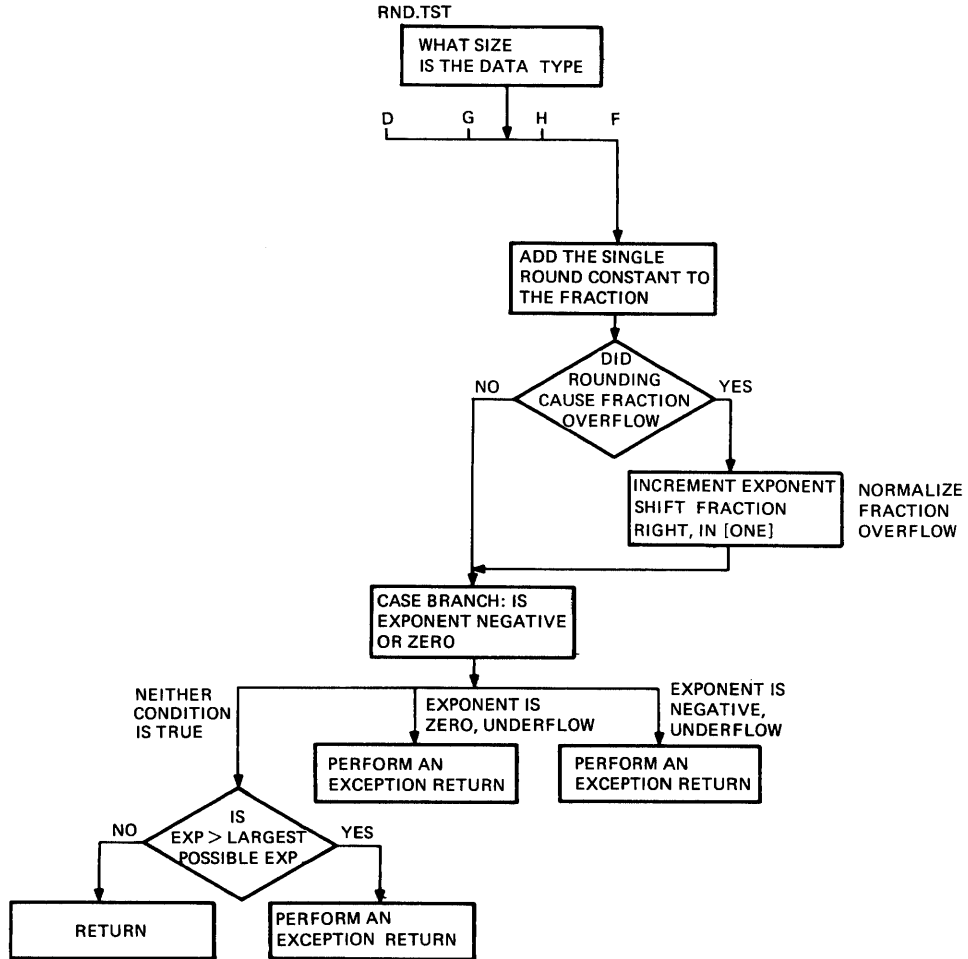 RND.TST
WHAT SIZE
IS THE DATA TYPE
D G H F
ADD THE SINGLE
ROUND CONSTANT TO
THE FRACTION
DID
ROUNDING
CAUSE FRACTION
OVERFLOW
NO
YES
INCREMENT EXPONENT
SHIFT FRACTION
RIGHT, IN [ONE]
NORMALIZE
FRACTION
OVERFLOW
CASE BRANCH: IS
EXPONENT NEGATIVE
OR ZERO
NEITHER
CONDITION
IS TRUE
EXPONENT IS
ZERO, UNDERFLOW
EXPONENT IS
NEGATIVE,
UNDERFLOW
PERFORM AN
EXCEPTION RETURN
PERFORM AN
EXCEPTION RETURN
IS
EXP > LARGEST
POSSIBLE EXP
NO
YES
RETURN
PERFORM AN
EXCEPTION RETURN